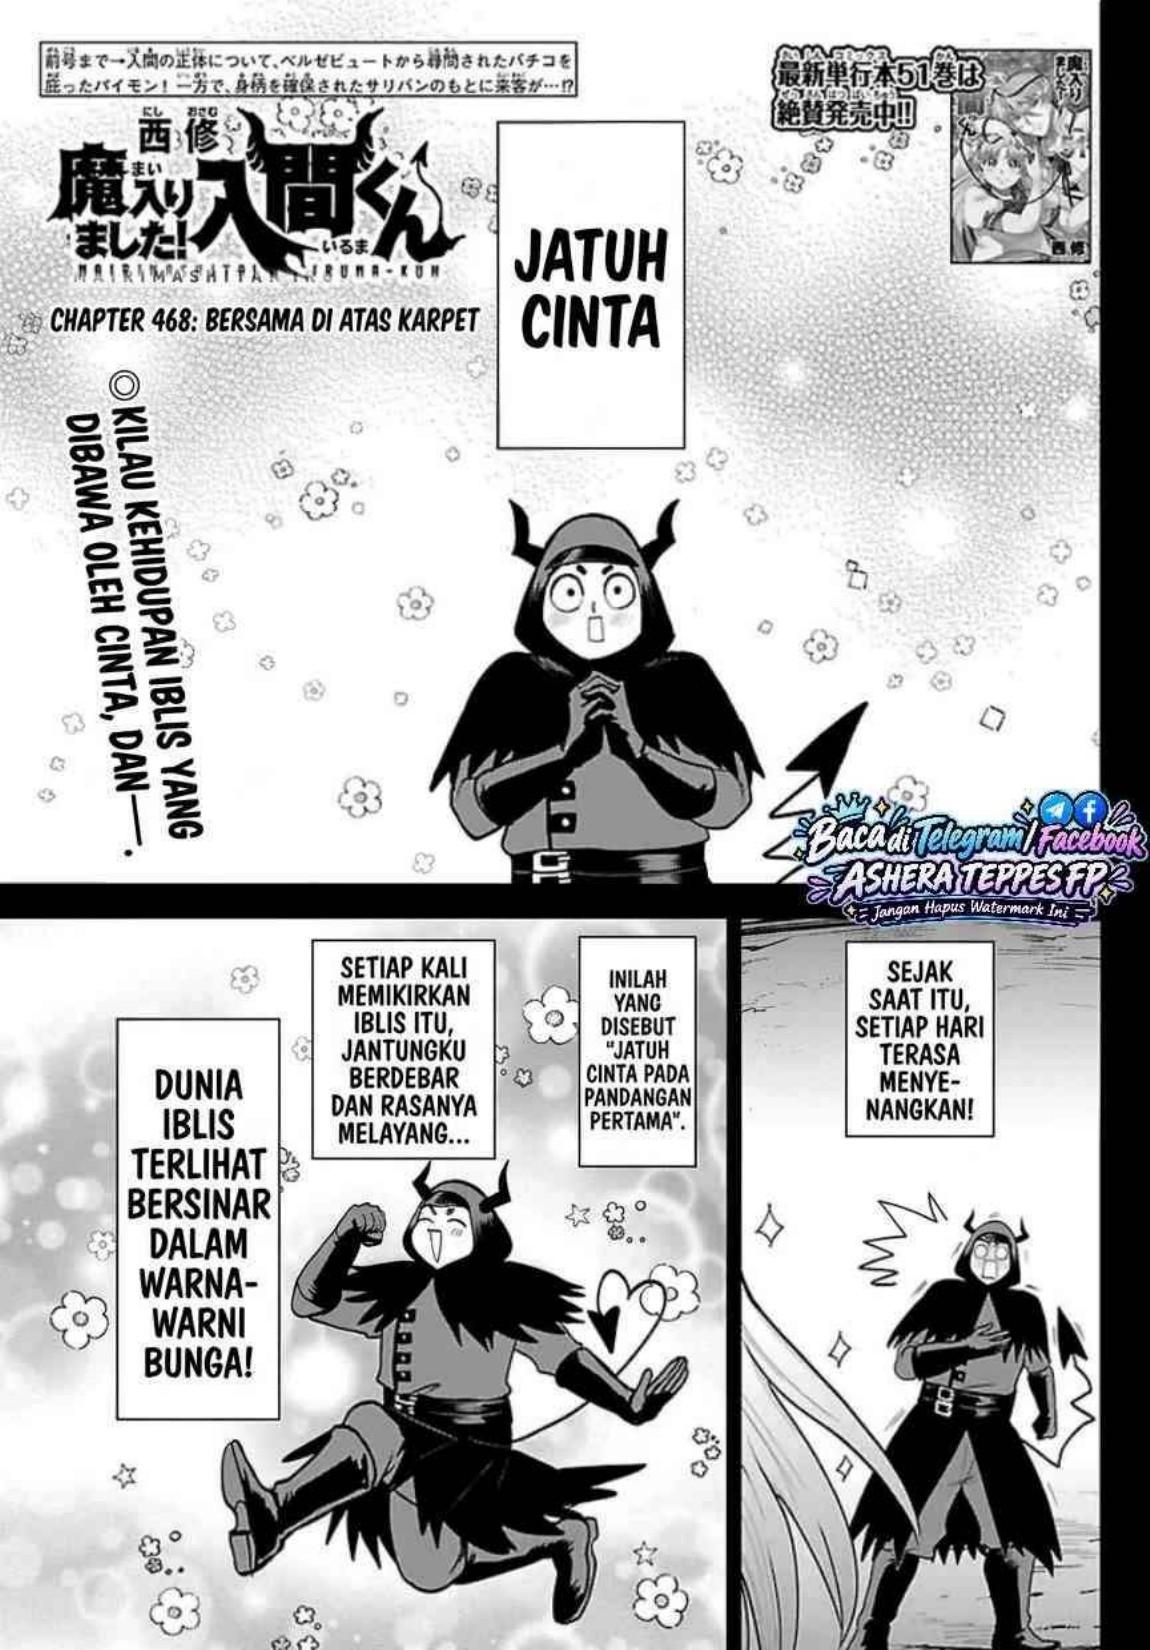 前号まで→入間の正体について、ベルゼビュートから尋問されたバチコを
庇ったバイモン! 一方で、身柄を確保されたサリバンのもとに来客が…!?
最新単行本51巻は
絶賛発売中!!
西修
魔入り
ました!
入間くん
いるま
CHAPTER 468: BERSAMA DI ATAS KARPET
JATUH
CINTA
◎KILAU KEHIDUPAN IBLIS YANG
DIBAWA OLEH CINTA, DAN——.
Baca di Telegram/Facebook
ASHERA TEPPES FP
Jangan Hapus Watermark Ini
SEJAK
SAAT ITU,
SETIAP HARI
TERASA
MENYE-
NANGKAN!
INILAH
YANG
DISEBUT
"JATUH
CINTA PADA
PANDANGAN
PERTAMA".
SETIAP KALI
MEMIKIRKAN
IBLIS ITU,
JANTUNGKU
BERDEBAR
DAN RASANYA
MELAYANG...
DUNIA
IBLIS
TERLIHAT
BERSINAR
DALAM
WARNA-
WARNI
BUNGA!